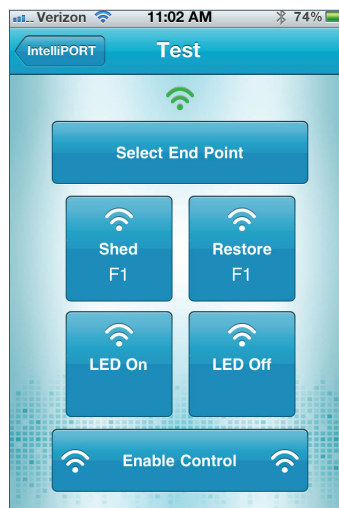 Verizon 11:02 AM 74%
IntelliPORT Test
Select End Point
Shed Restore
F1 F1
LED On LED Off
Enable Control